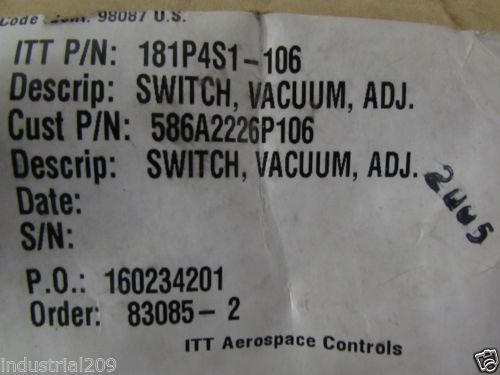 Code 98087 U.S.
ITT P/N: 181P4S1-106
Descrip: SWITCH, VACUUM, ADJ.
Cust P/N: 586A2226P106
Descrip: SWITCH, VACUUM, ADJ.
2005
Date:
S/N:
P.O.: 160234201
Order: 83085-2
ITT Aerospace Controls
industrial209